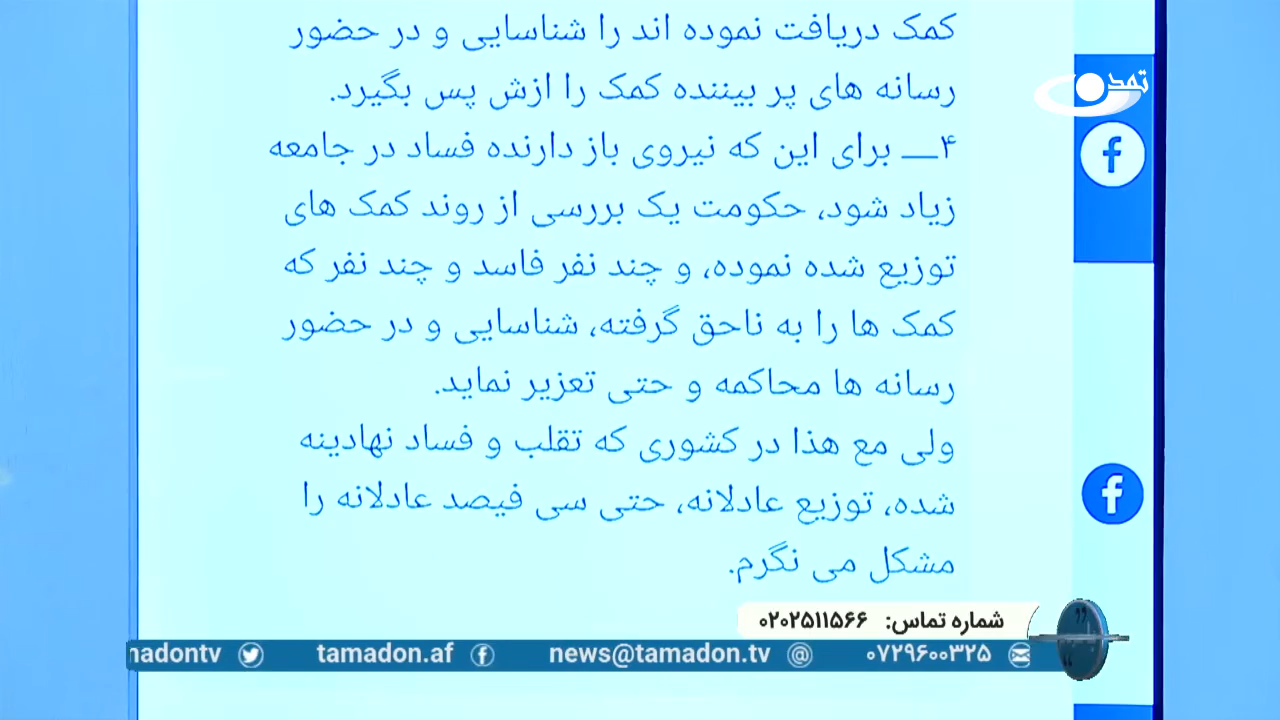 کمک دریافت نموده اند را شناسایی و در حضور
رسانه های پر بیننده کمک را ازش پس بگیرد.
۴__ برای این که نیروی باز دارنده فساد در جامعه
زیاد شود، حکومت یک بررسی از روند کمک های
توزیع شده نموده، و چند نفر فاسد و چند نفر که
کمک ها را به ناحق گرفته، شناسایی و در حضور
رسانه ها محاکمه و حتی تعزیر نماید.
ولی مع هذا در کشوری که تقلب و فساد نهادینه
شده، توزیع عادلانه، حتی سی فیصد عادلانه را
مشکل می نگرم.
تمدن
شماره تماس: ۰۲۰۲۵۱۱۵۶۶
nadontv tamadon.af news@tamadon.tv ۰۷۲۹۶۰۰۳۲۵